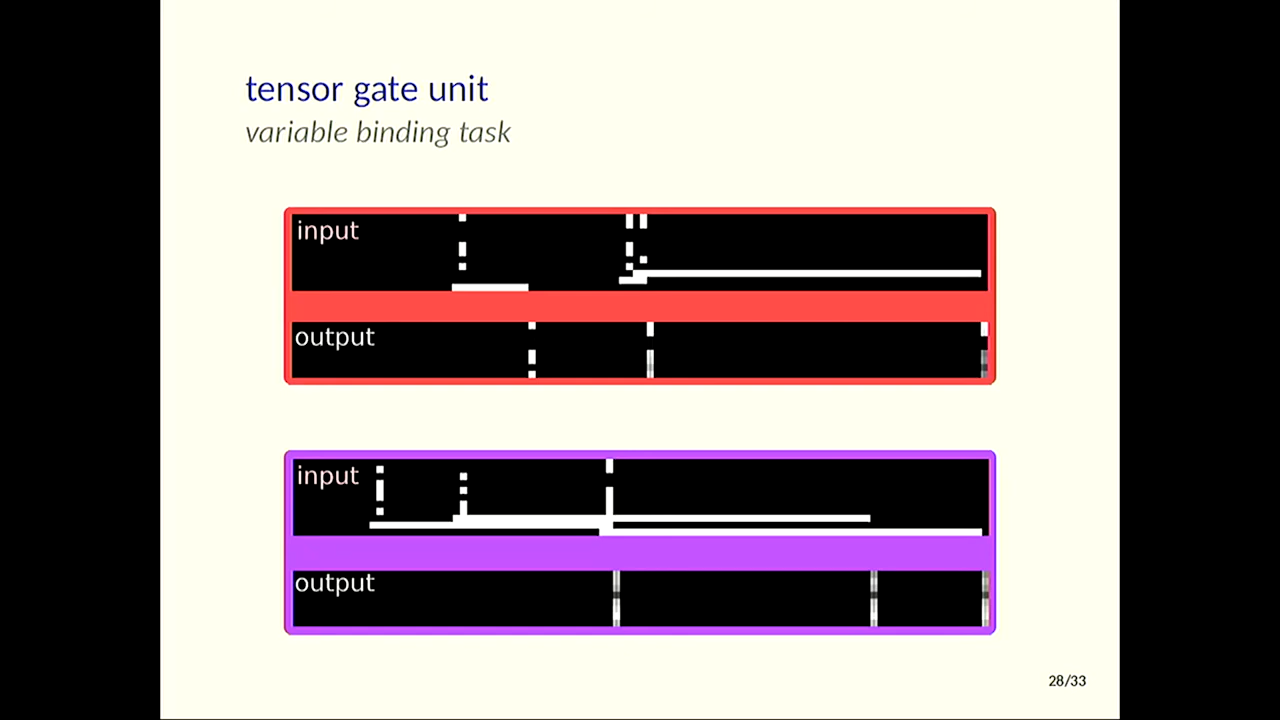 tensor gate unit
variable binding task
input
output
input
output
28/33